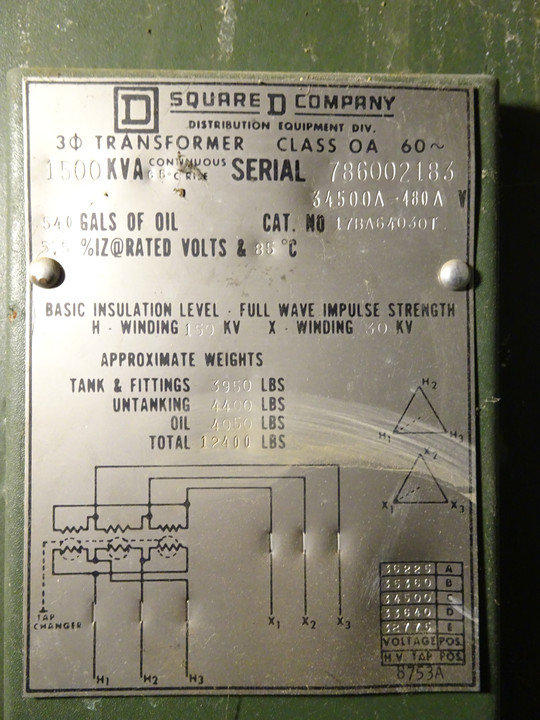 D SQUARE D COMPANY
DISTRIBUTION EQUIPMENT DIV.
3Φ TRANSFORMER CLASS OA 60~
1500 KVA CONTINUOUS °C RISE SERIAL 786002183
34500Δ-480Δ V
540 GALS OF OIL CAT. NO 17BA64030T
%IZ@RATED VOLTS & 85 °C
BASIC INSULATION LEVEL · FULL WAVE IMPULSE STRENGTH
H - WINDING 150 KV X - WINDING 30 KV
APPROXIMATE WEIGHTS
TANK & FITTINGS 3950 LBS
UNTANKING 4400 LBS
OIL 4050 LBS
TOTAL 12400 LBS
H2
H1 H3
X2
X1 X3
TAP CHANGER
H1 H2 H3
X1 X2 X3
A
B
34500 C
33640 D
32775 E
VOLTAGE POS.
H.V. TAP POS.
8753A